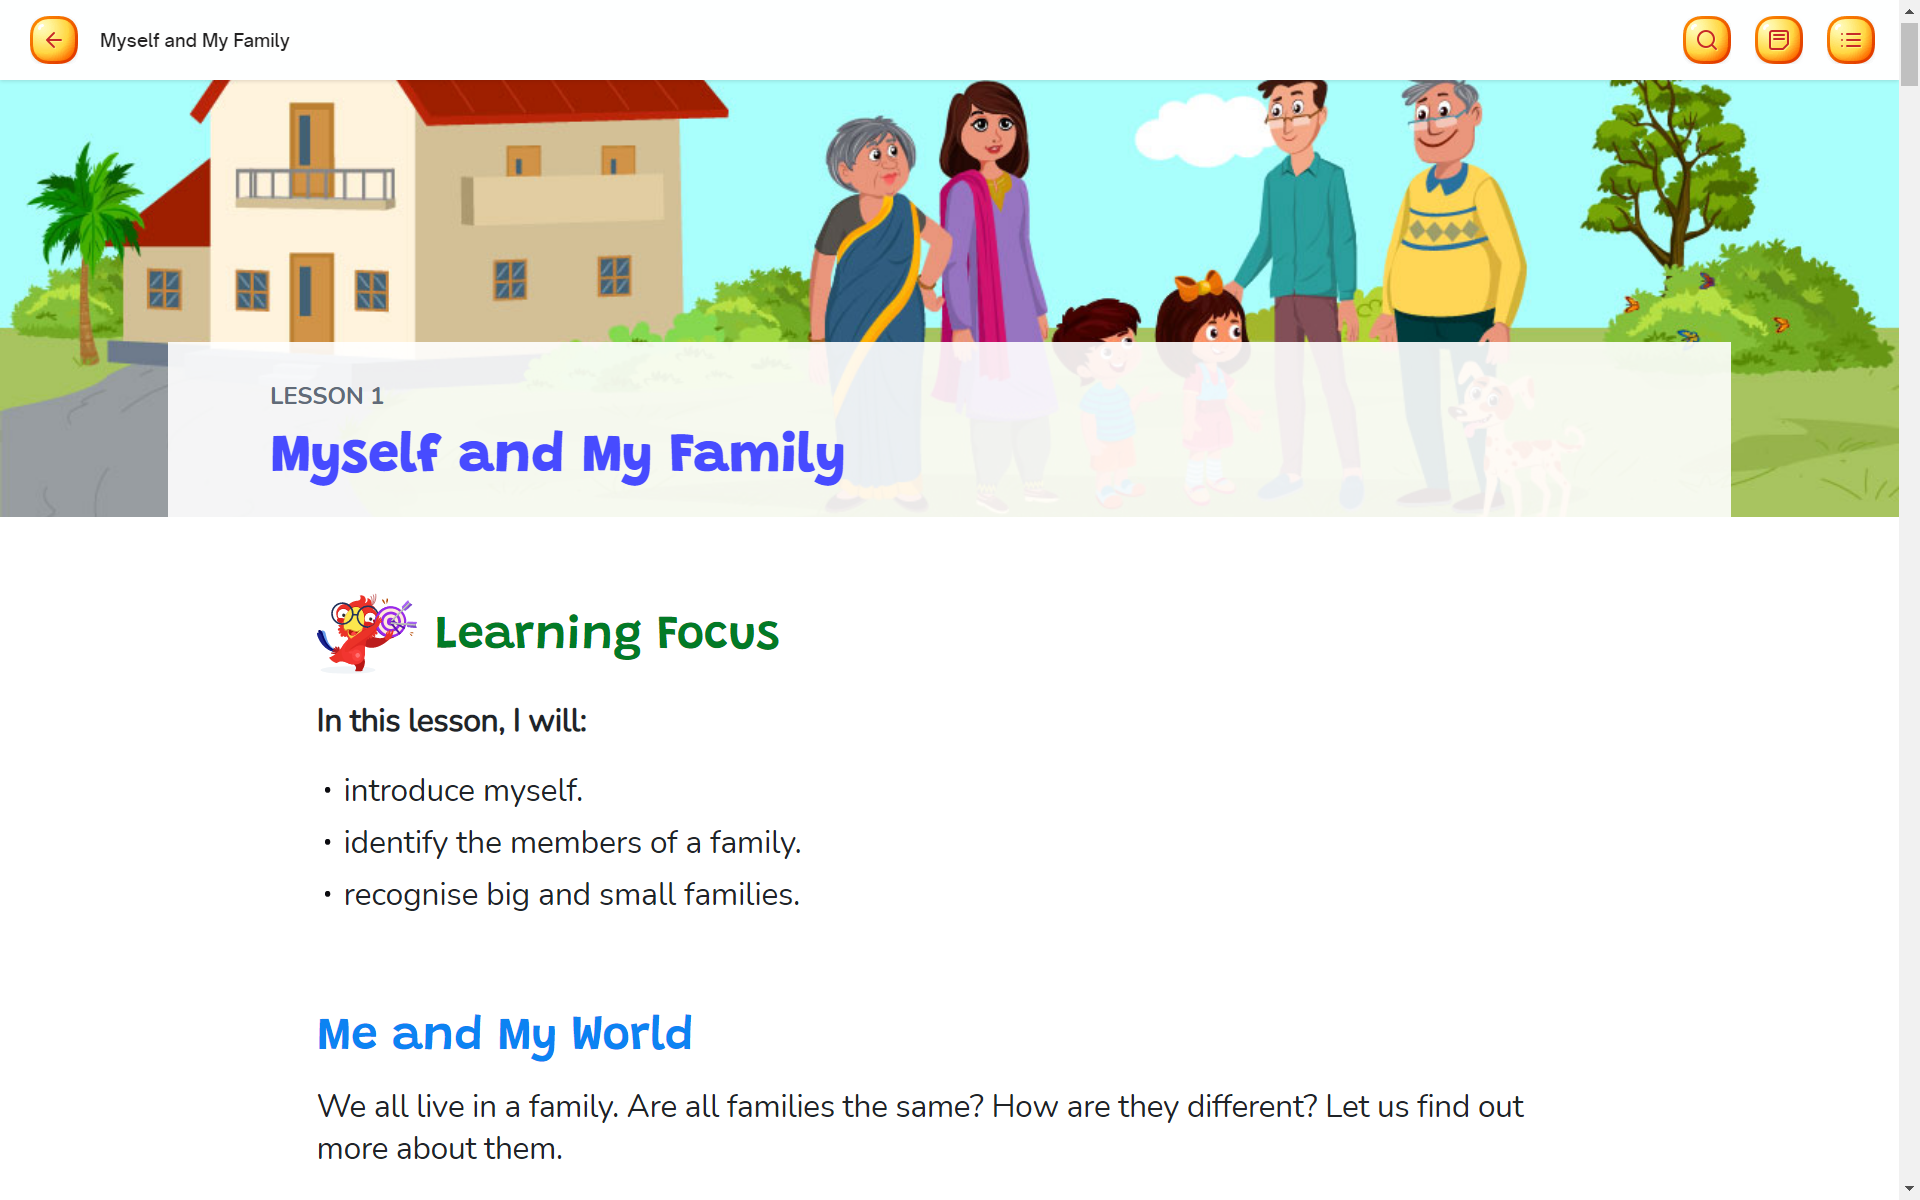 Myself and My Family
LESSON 1
Myself and My Family
Learning Focus
In this lesson, I will:
• introduce myself.
• identify the members of a family.
• recognise big and small families.
Me and My World
We all live in a family. Are all families the same? How are they different? Let us find out
more about them.